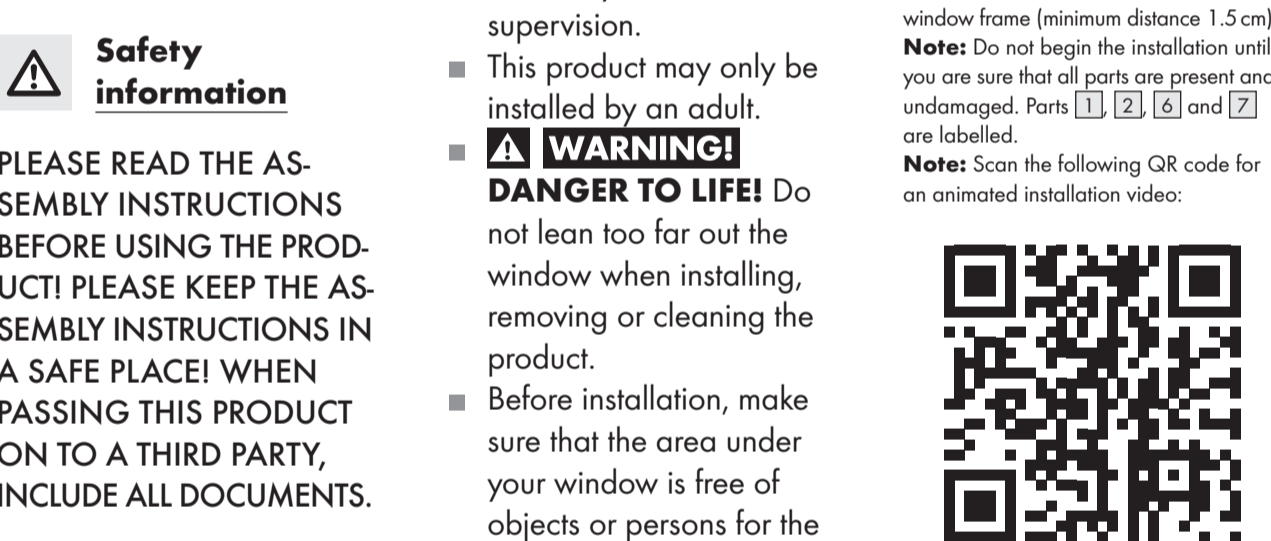 Safety
information
PLEASE READ THE AS-
SEMBLY INSTRUCTIONS
BEFORE USING THE PROD-
UCT! PLEASE KEEP THE AS-
SEMBLY INSTRUCTIONS IN
A SAFE PLACE! WHEN
PASSING THIS PRODUCT
ON TO A THIRD PARTY,
INCLUDE ALL DOCUMENTS.
supervision.
This product may only be
installed by an adult.
WARNING!
DANGER TO LIFE! Do
not lean too far out the
window when installing,
removing or cleaning the
product.
Before installation, make
sure that the area under
your window is free of
objects or persons for the
window frame (minimum distance 1.5 cm)
Note: Do not begin the installation until
you are sure that all parts are present and
undamaged. Parts 1, 2, 6 and 7
are labelled.
Note: Scan the following QR code for
an animated installation video: